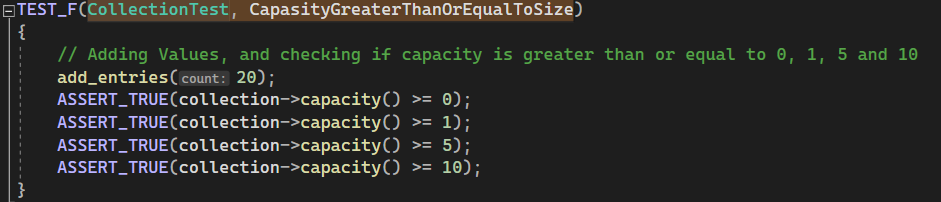 TEST_F(CollectionTest, CapasityGreaterThanOrEqualToSize)
{
// Adding Values, and checking if capacity is greater than or equal to 0, 1, 5 and 10
add_entries(count: 20);
ASSERT_TRUE(collection->capacity() >= 0);
ASSERT_TRUE(collection->capacity() >= 1);
ASSERT_TRUE(collection->capacity() >= 5);
ASSERT_TRUE(collection->capacity() >= 10);
}